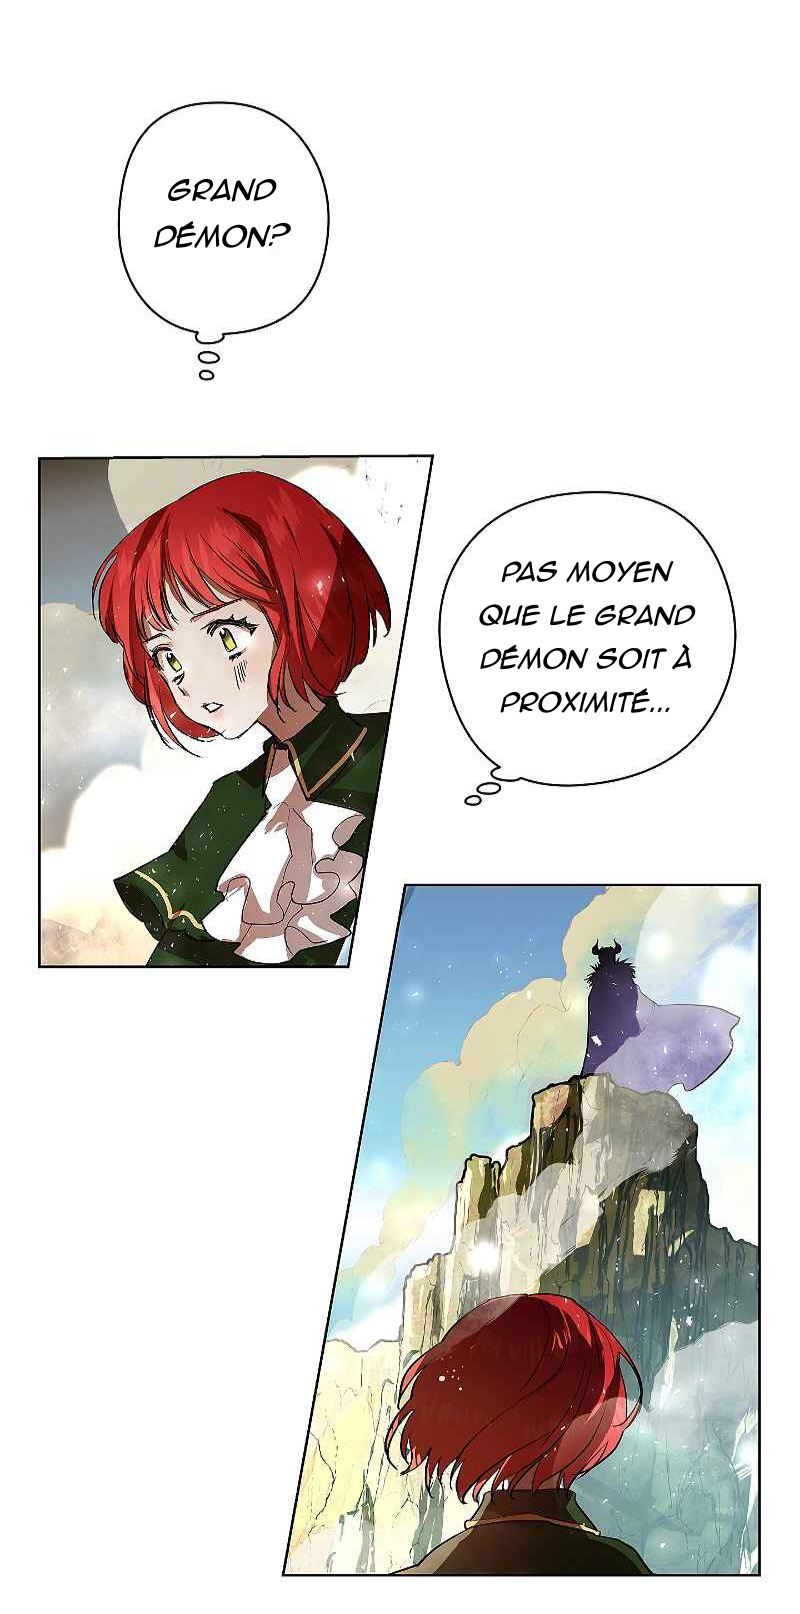 GRAND
DÉMON?
PAS MOYEN
QUE LE GRAND
DÉMON SOIT À
PROXIMITÉ...